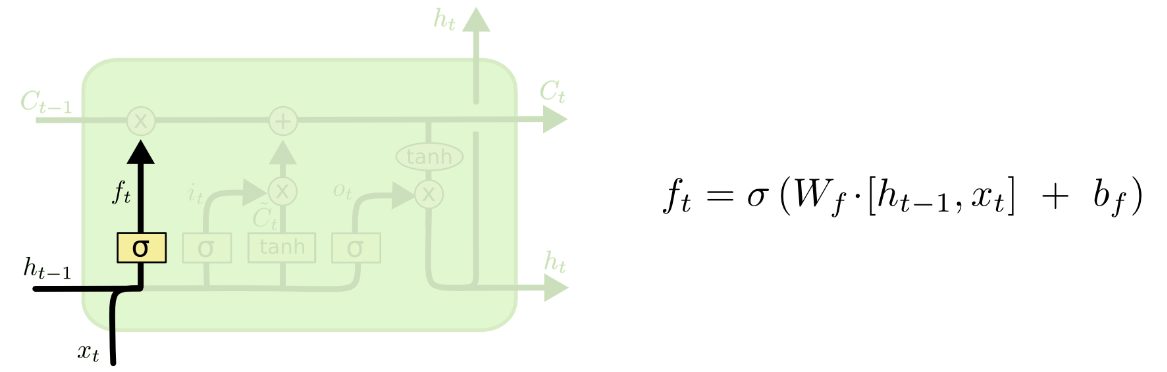 h_t
C_{t-1}
C_t
x
+
tanh
f_t
i_t
x
o_t
x
C̃_t
σ
σ
tanh
σ
h_{t-1}
h_t
x_t
f_t = σ (W_f·[h_{t-1}, x_t] + b_f)